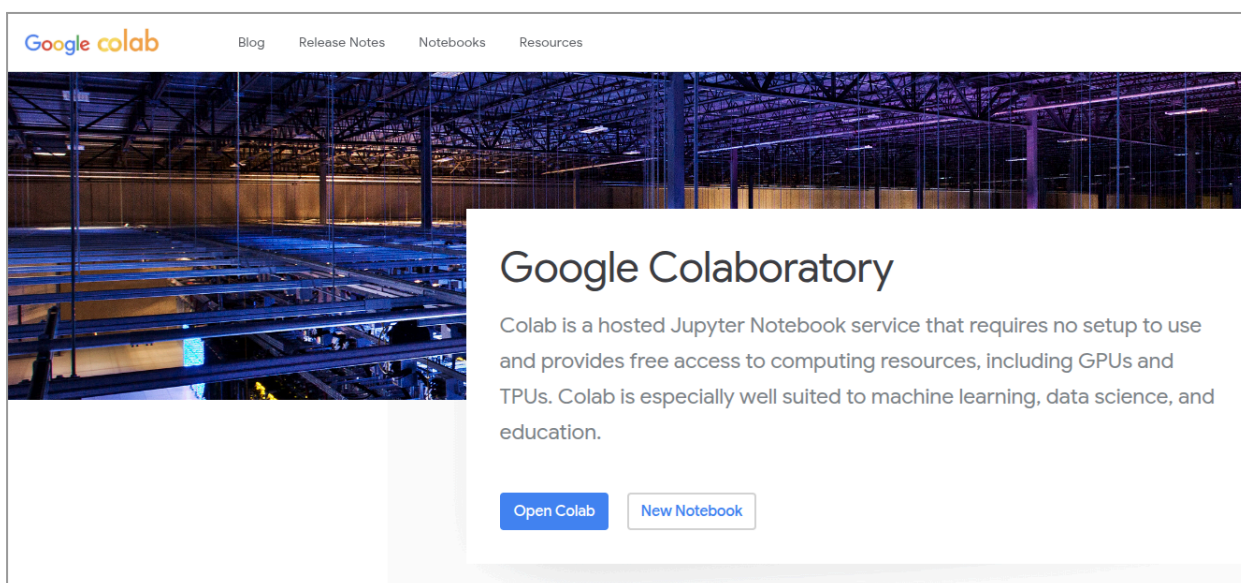 Google colab Blog Release Notes Notebooks Resources
Google Colaboratory
Colab is a hosted Jupyter Notebook service that requires no setup to use
and provides free access to computing resources, including GPUs and
TPUs. Colab is especially well suited to machine learning, data science, and
education.
Open Colab New Notebook